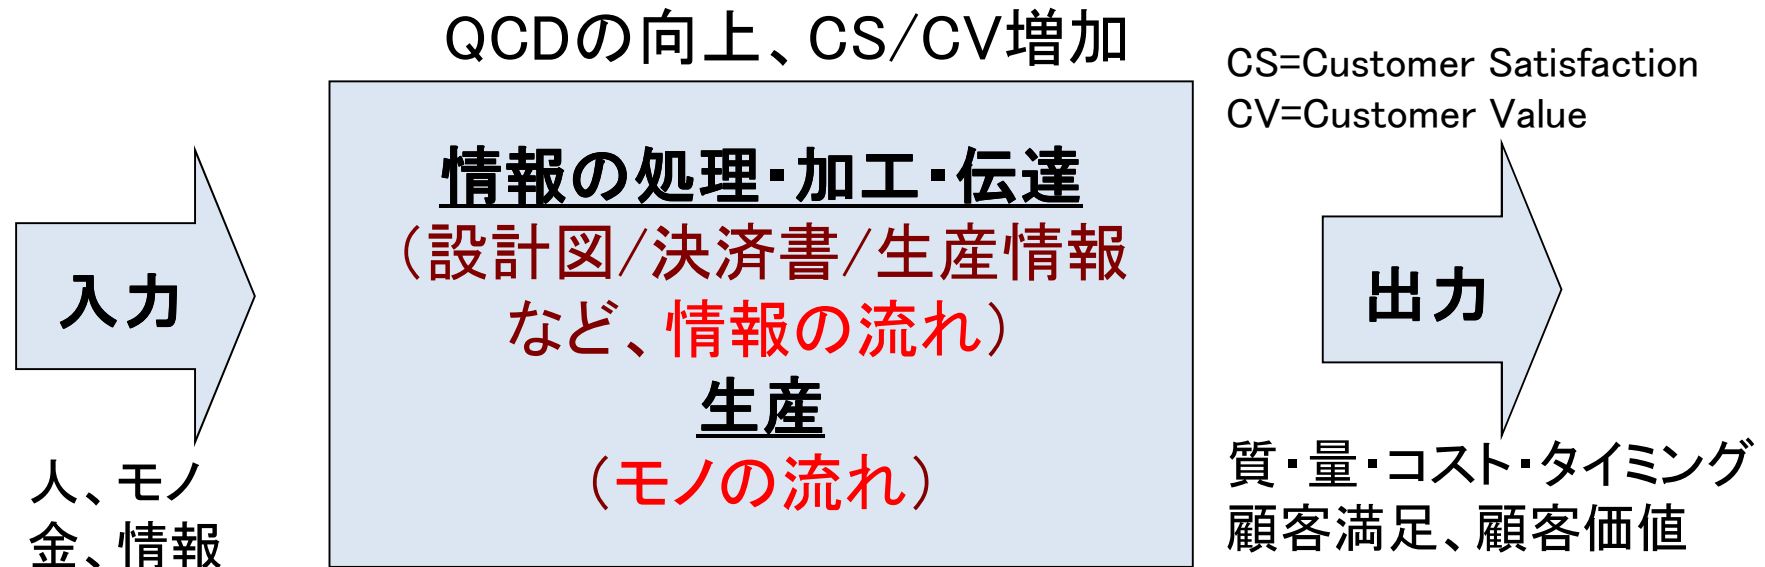 QCDの向上、CS/CV増加
CS=Customer Satisfaction
CV=Customer Value
情報の処理・加工・伝達
（設計図/決済書/生産情報
など、情報の流れ）
生産
（モノの流れ）
入力
人、モノ
金、情報
出力
質・量・コスト・タイミング
顧客満足、顧客価値